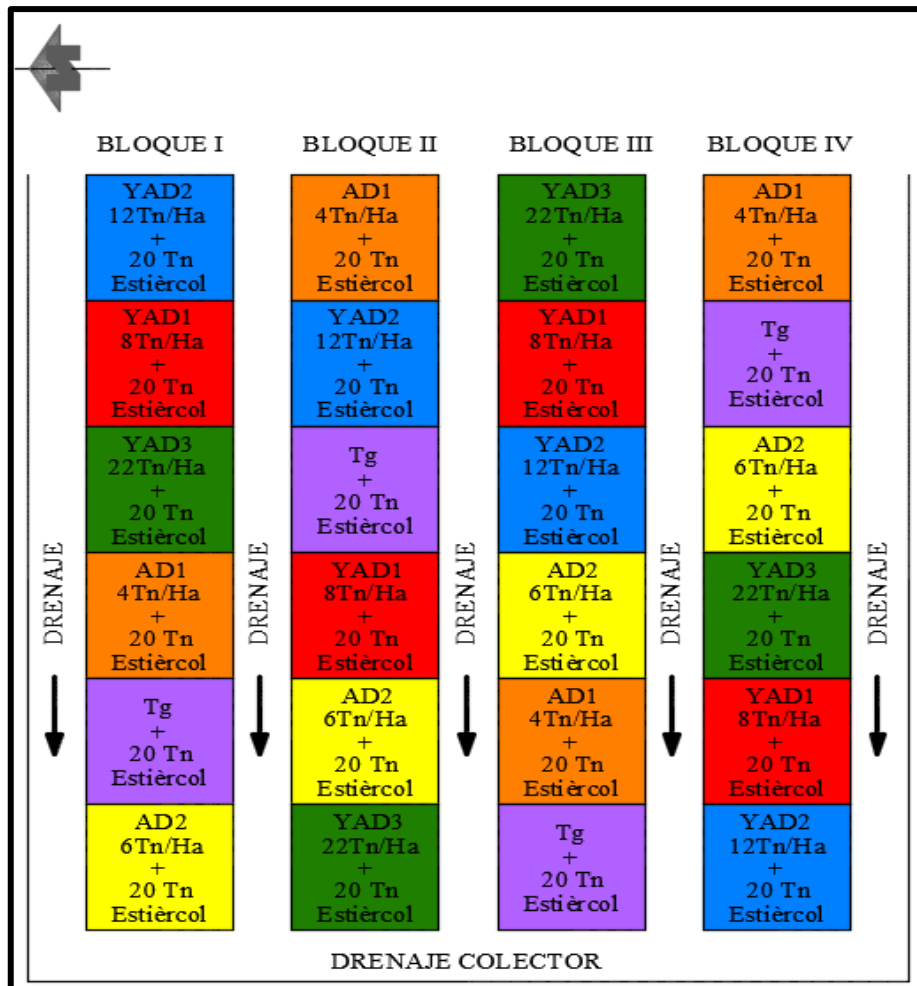 BLOQUE I
BLOQUE II
BLOQUE III
BLOQUE IV
YAD2
12Tn/Ha
+
20 Tn
Estièrcol
YAD1
8Tn/Ha
+
20 Tn
Estièrcol
YAD3
22Tn/Ha
+
20 Tn
Estièrcol
AD1
4Tn/Ha
+
20 Tn
Estièrcol
Tg
+
20 Tn
Estièrcol
AD2
6Tn/Ha
+
20 Tn
Estièrcol
AD1
4Tn/Ha
+
20 Tn
Estièrcol
YAD2
12Tn/Ha
+
20 Tn
Estièrcol
Tg
+
20 Tn
Estièrcol
YAD1
8Tn/Ha
+
20 Tn
Estièrcol
AD2
6Tn/Ha
+
20 Tn
Estièrcol
YAD3
22Tn/Ha
+
20 Tn
Estièrcol
YAD3
22Tn/Ha
+
20 Tn
Estièrcol
YAD1
8Tn/Ha
+
20 Tn
Estièrcol
YAD2
12Tn/Ha
+
20 Tn
Estièrcol
AD2
6Tn/Ha
+
20 Tn
Estièrcol
AD1
4Tn/Ha
+
20 Tn
Estièrcol
Tg
+
20 Tn
Estièrcol
AD1
4Tn/Ha
+
20 Tn
Estièrcol
Tg
+
20 Tn
Estièrcol
AD2
6Tn/Ha
+
20 Tn
Estièrcol
YAD3
22Tn/Ha
+
20 Tn
Estièrcol
YAD1
8Tn/Ha
+
20 Tn
Estièrcol
YAD2
12Tn/Ha
+
20 Tn
Estièrcol
DRENAJE
DRENAJE
DRENAJE
DRENAJE
DRENAJE
DRENAJE COLECTOR